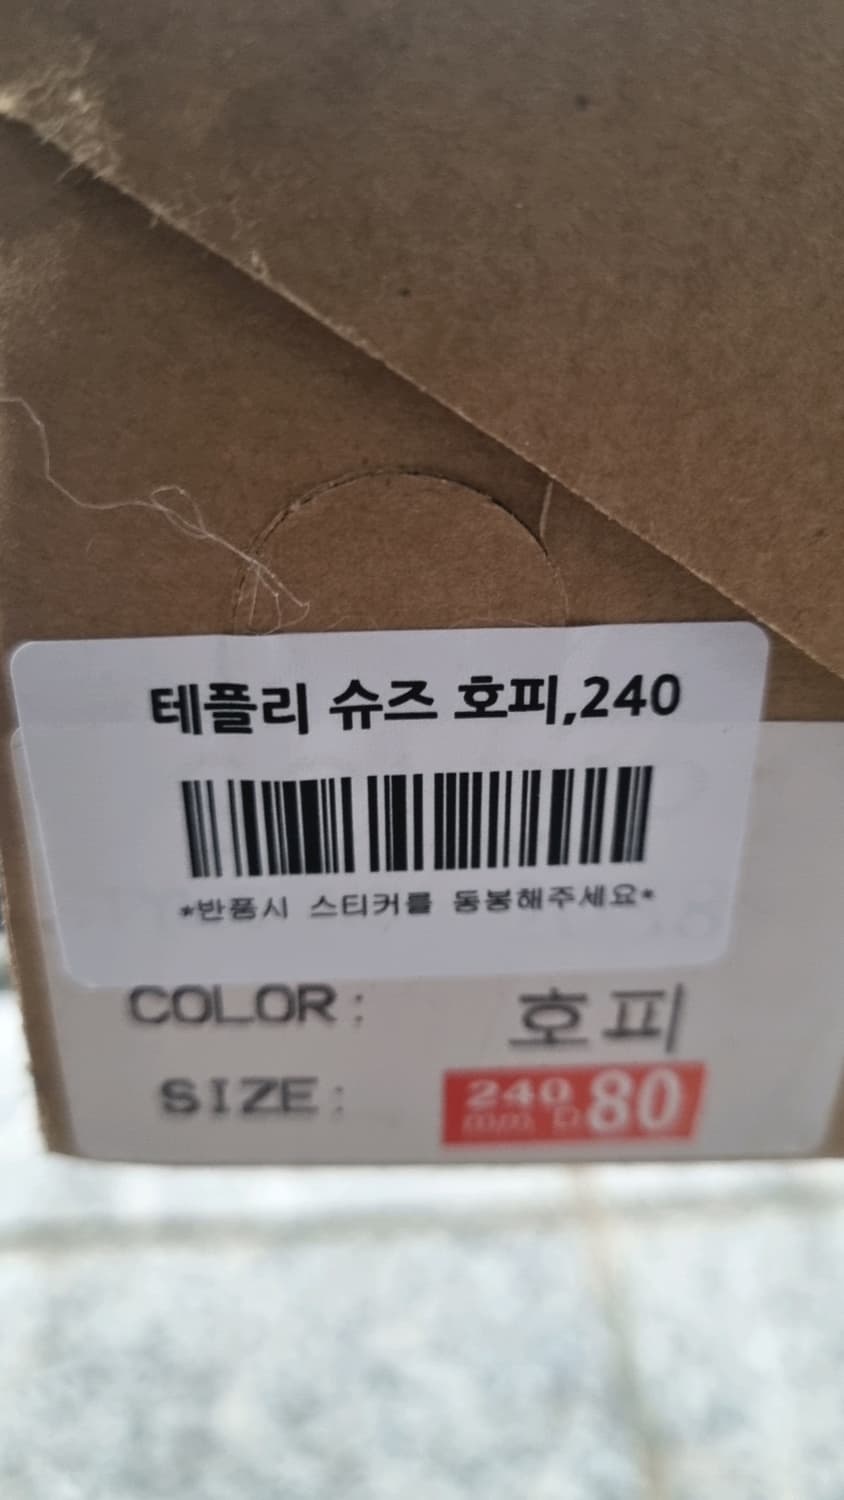 테플리 슈즈 호피,240
*반품시 스티커를 동봉해주세요*
COLOR: 호피
SIZE: 240 mm D 80